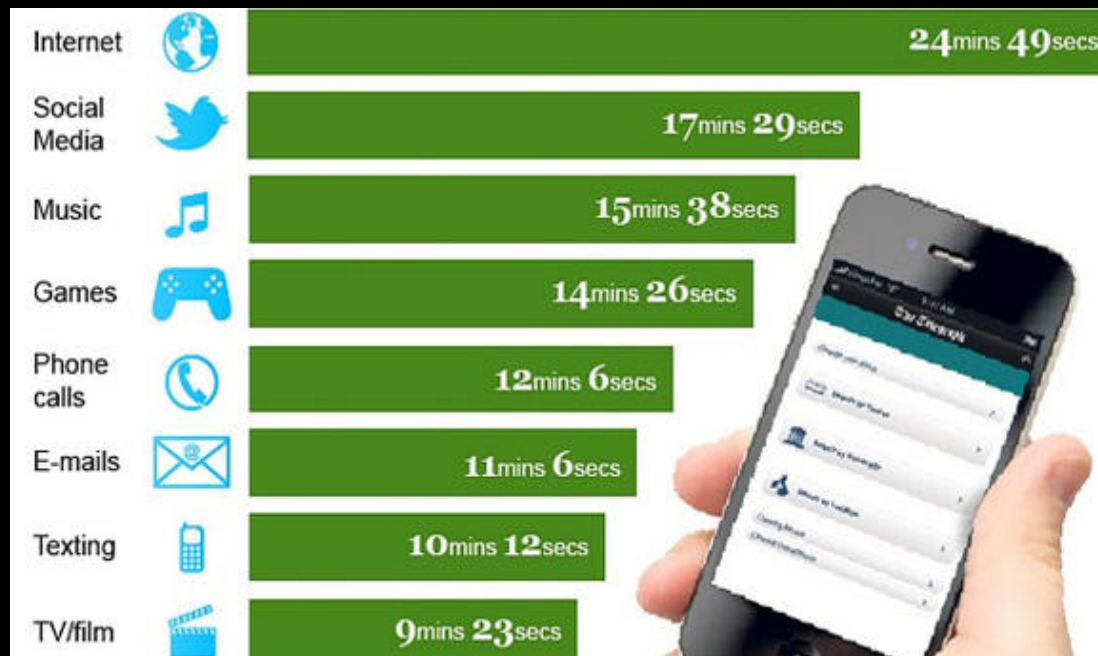 Internet
24mins 49secs
Social
Media
17mins 29secs
Music
15mins 38secs
Games
14mins 26secs
Phone
calls
12mins 6secs
E-mails
@
11mins 6secs
Texting
10mins 12secs
TV/film
9mins 23secs